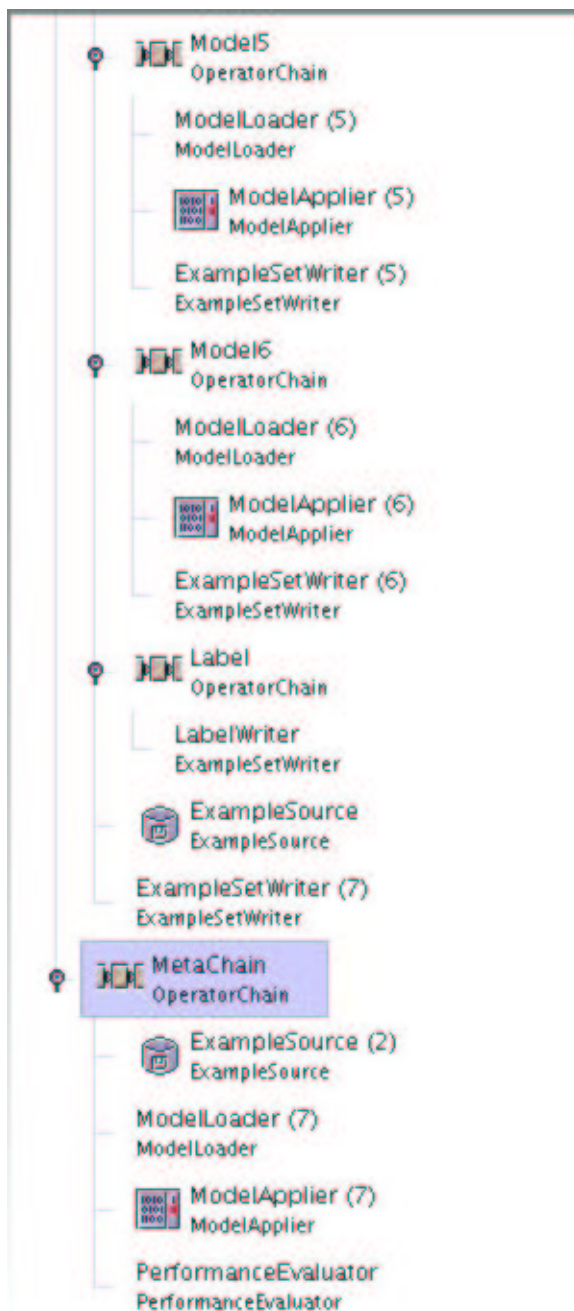 Model5
OperatorChain
ModelLoader (5)
ModelLoader
ModelApplier (5)
ModelApplier
ExampleSetWriter (5)
ExampleSetWriter
Model6
OperatorChain
ModelLoader (6)
ModelLoader
ModelApplier (6)
ModelApplier
ExampleSetWriter (6)
ExampleSetWriter
Label
OperatorChain
LabelWriter
ExampleSetWriter
ExampleSource
ExampleSource
ExampleSetWriter (7)
ExampleSetWriter
MetaChain
OperatorChain
ExampleSource (2)
ExampleSource
ModelLoader (7)
ModelLoader
ModelApplier (7)
ModelApplier
PerformanceEvaluator
PerformanceEvaluator